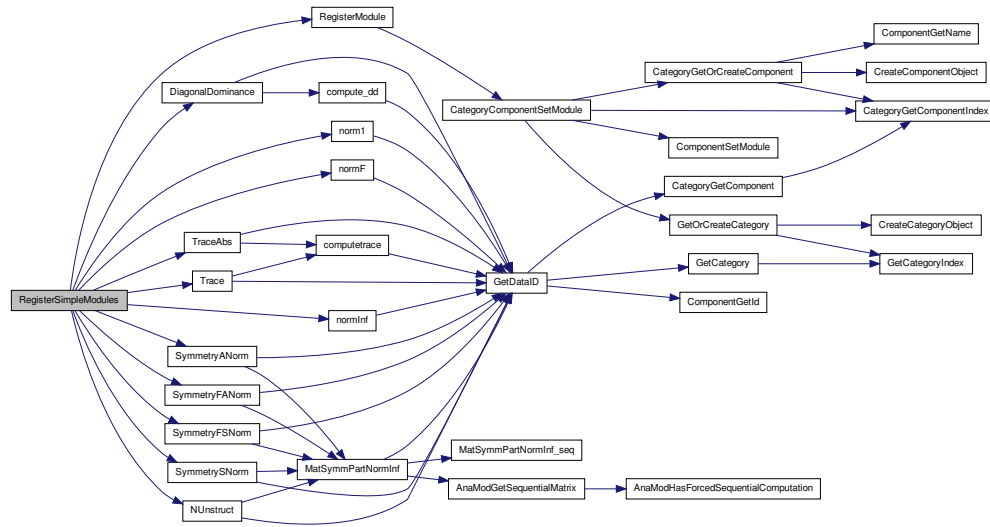 RegisterSimpleModules
RegisterModule
DiagonalDominance
compute_dd
norm1
normF
TraceAbs
computetrace
Trace
normInf
SymmetryANorm
SymmetryFANorm
SymmetryFSNorm
SymmetrySNorm
NUnstruct
MatSymmPartNormInf
GetDataID
MatSymmPartNormInf_seq
AnaModGetSequentialMatrix
AnaModHasForcedSequentialComputation
CategoryComponentSetModule
CategoryGetOrCreateComponent
ComponentSetModule
CategoryGetComponent
GetOrCreateCategory
GetCategory
ComponentGetId
ComponentGetName
CreateComponentObject
CategoryGetComponentIndex
CreateCategoryObject
GetCategoryIndex